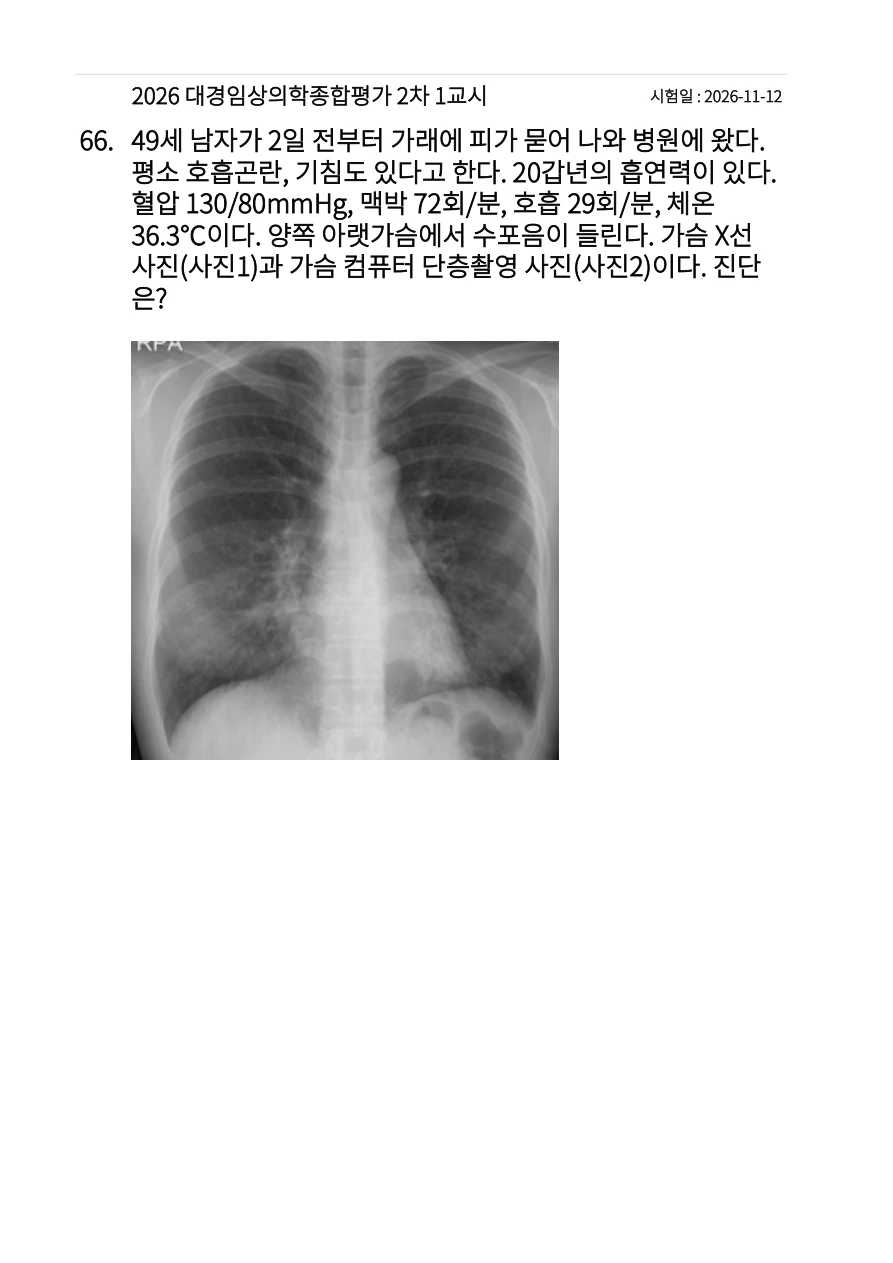 2026 대경임상의학종합평가 2차 1교시
시험일 : 2026-11-12
66. 49세 남자가 2일 전부터 가래에 피가 묻어 나와 병원에 왔다.
평소 호흡곤란, 기침도 있다고 한다. 20갑년의 흡연력이 있다.
혈압 130/80mmHg, 맥박 72회/분, 호흡 29회/분, 체온
36.3℃이다. 양쪽 아랫가슴에서 수포음이 들린다. 가슴 X선
사진(사진1)과 가슴 컴퓨터 단층촬영 사진(사진2)이다. 진단
은?
RPA